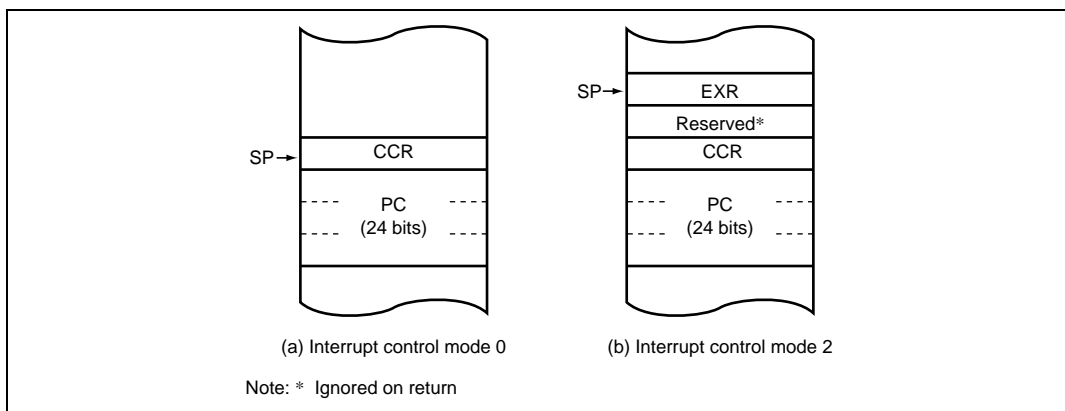 SP
CCR
PC
(24 bits)
(a) Interrupt control mode 0
SP
EXR
Reserved*
CCR
PC
(24 bits)
(b) Interrupt control mode 2
Note: * Ignored on return